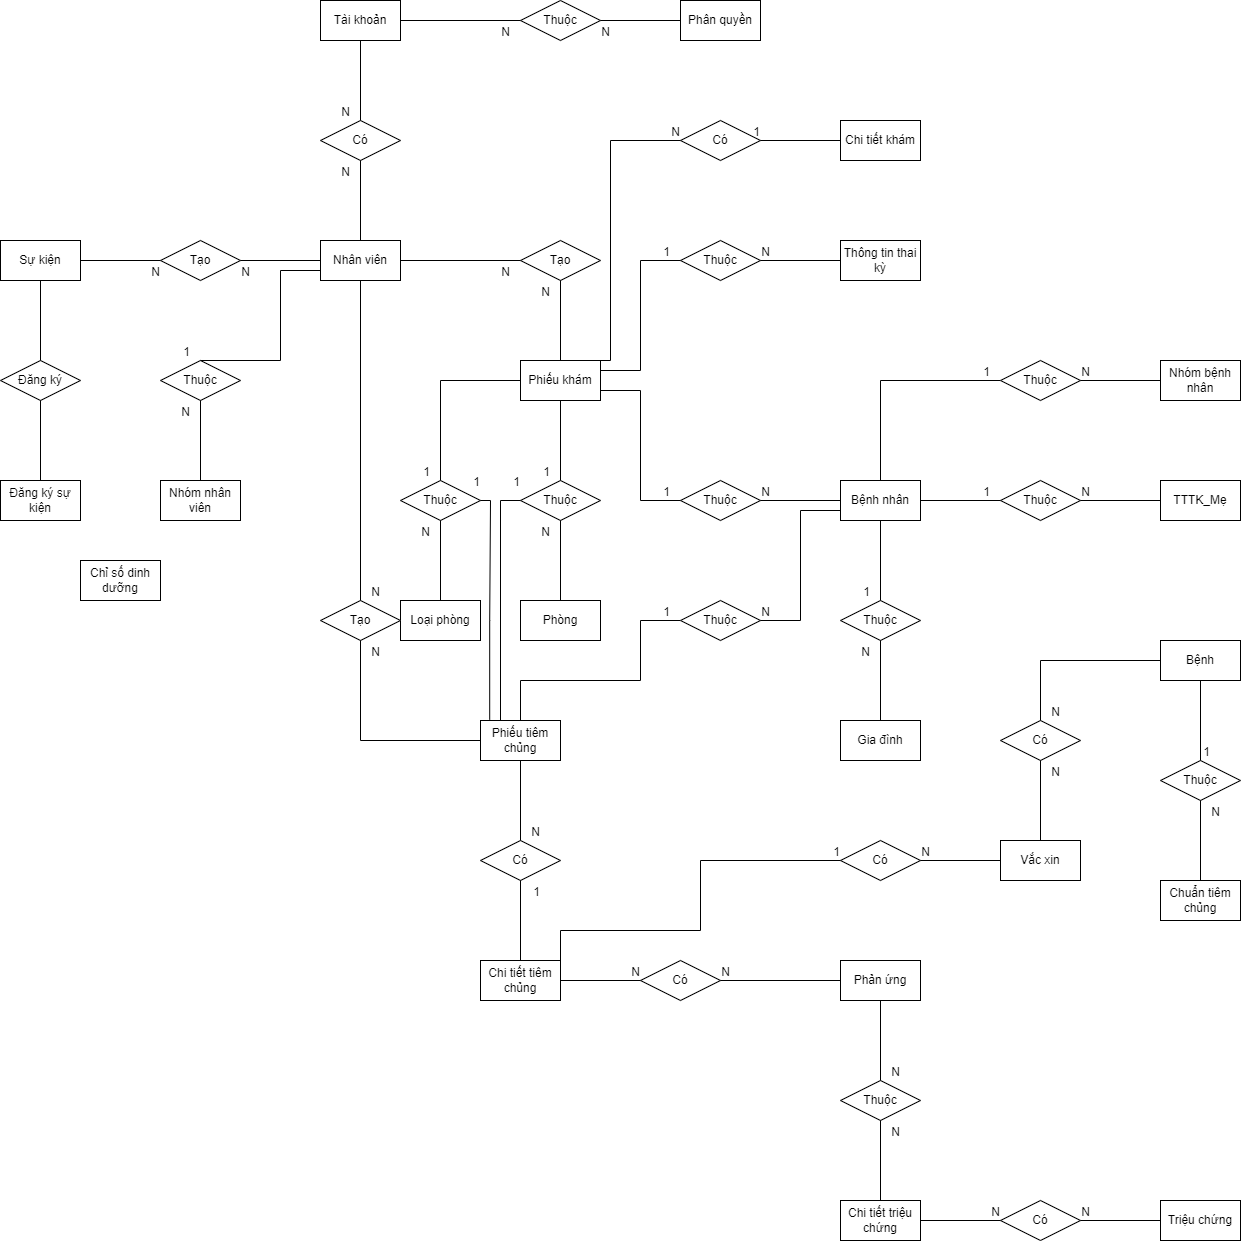 Tài khoản
Thuộc
Phân quyền
N
N
N
Có
N
N
Có
1
Chi tiết khám
Sự kiện
N
Tạo
N
Nhân viên
N
Tạo
N
1
Thuộc
N
Thông tin thai
kỳ
Đăng ký
1
Thuộc
N
Phiếu khám
1
Thuộc
N
Nhóm bệnh
nhân
Đăng ký sự
kiện
Nhóm nhân
viên
1
Thuộc
1
N
1
Thuộc
N
1
Thuộc
N
Bệnh nhân
1
Thuộc
N
TTTK_Mẹ
Chỉ số dinh
dưỡng
N
Tạo
N
Loại phòng
Phòng
1
Thuộc
N
1
Thuộc
N
Bệnh
Phiếu tiêm
chủng
Gia đình
N
Có
N
1
Thuộc
N
N
Có
1
1
Có
N
Vắc xin
Chuẩn tiêm
chủng
Chi tiết tiêm
chủng
N
Có
N
Phản ứng
N
Thuộc
N
Chi tiết triệu
chứng
N
Có
N
Triệu chứng